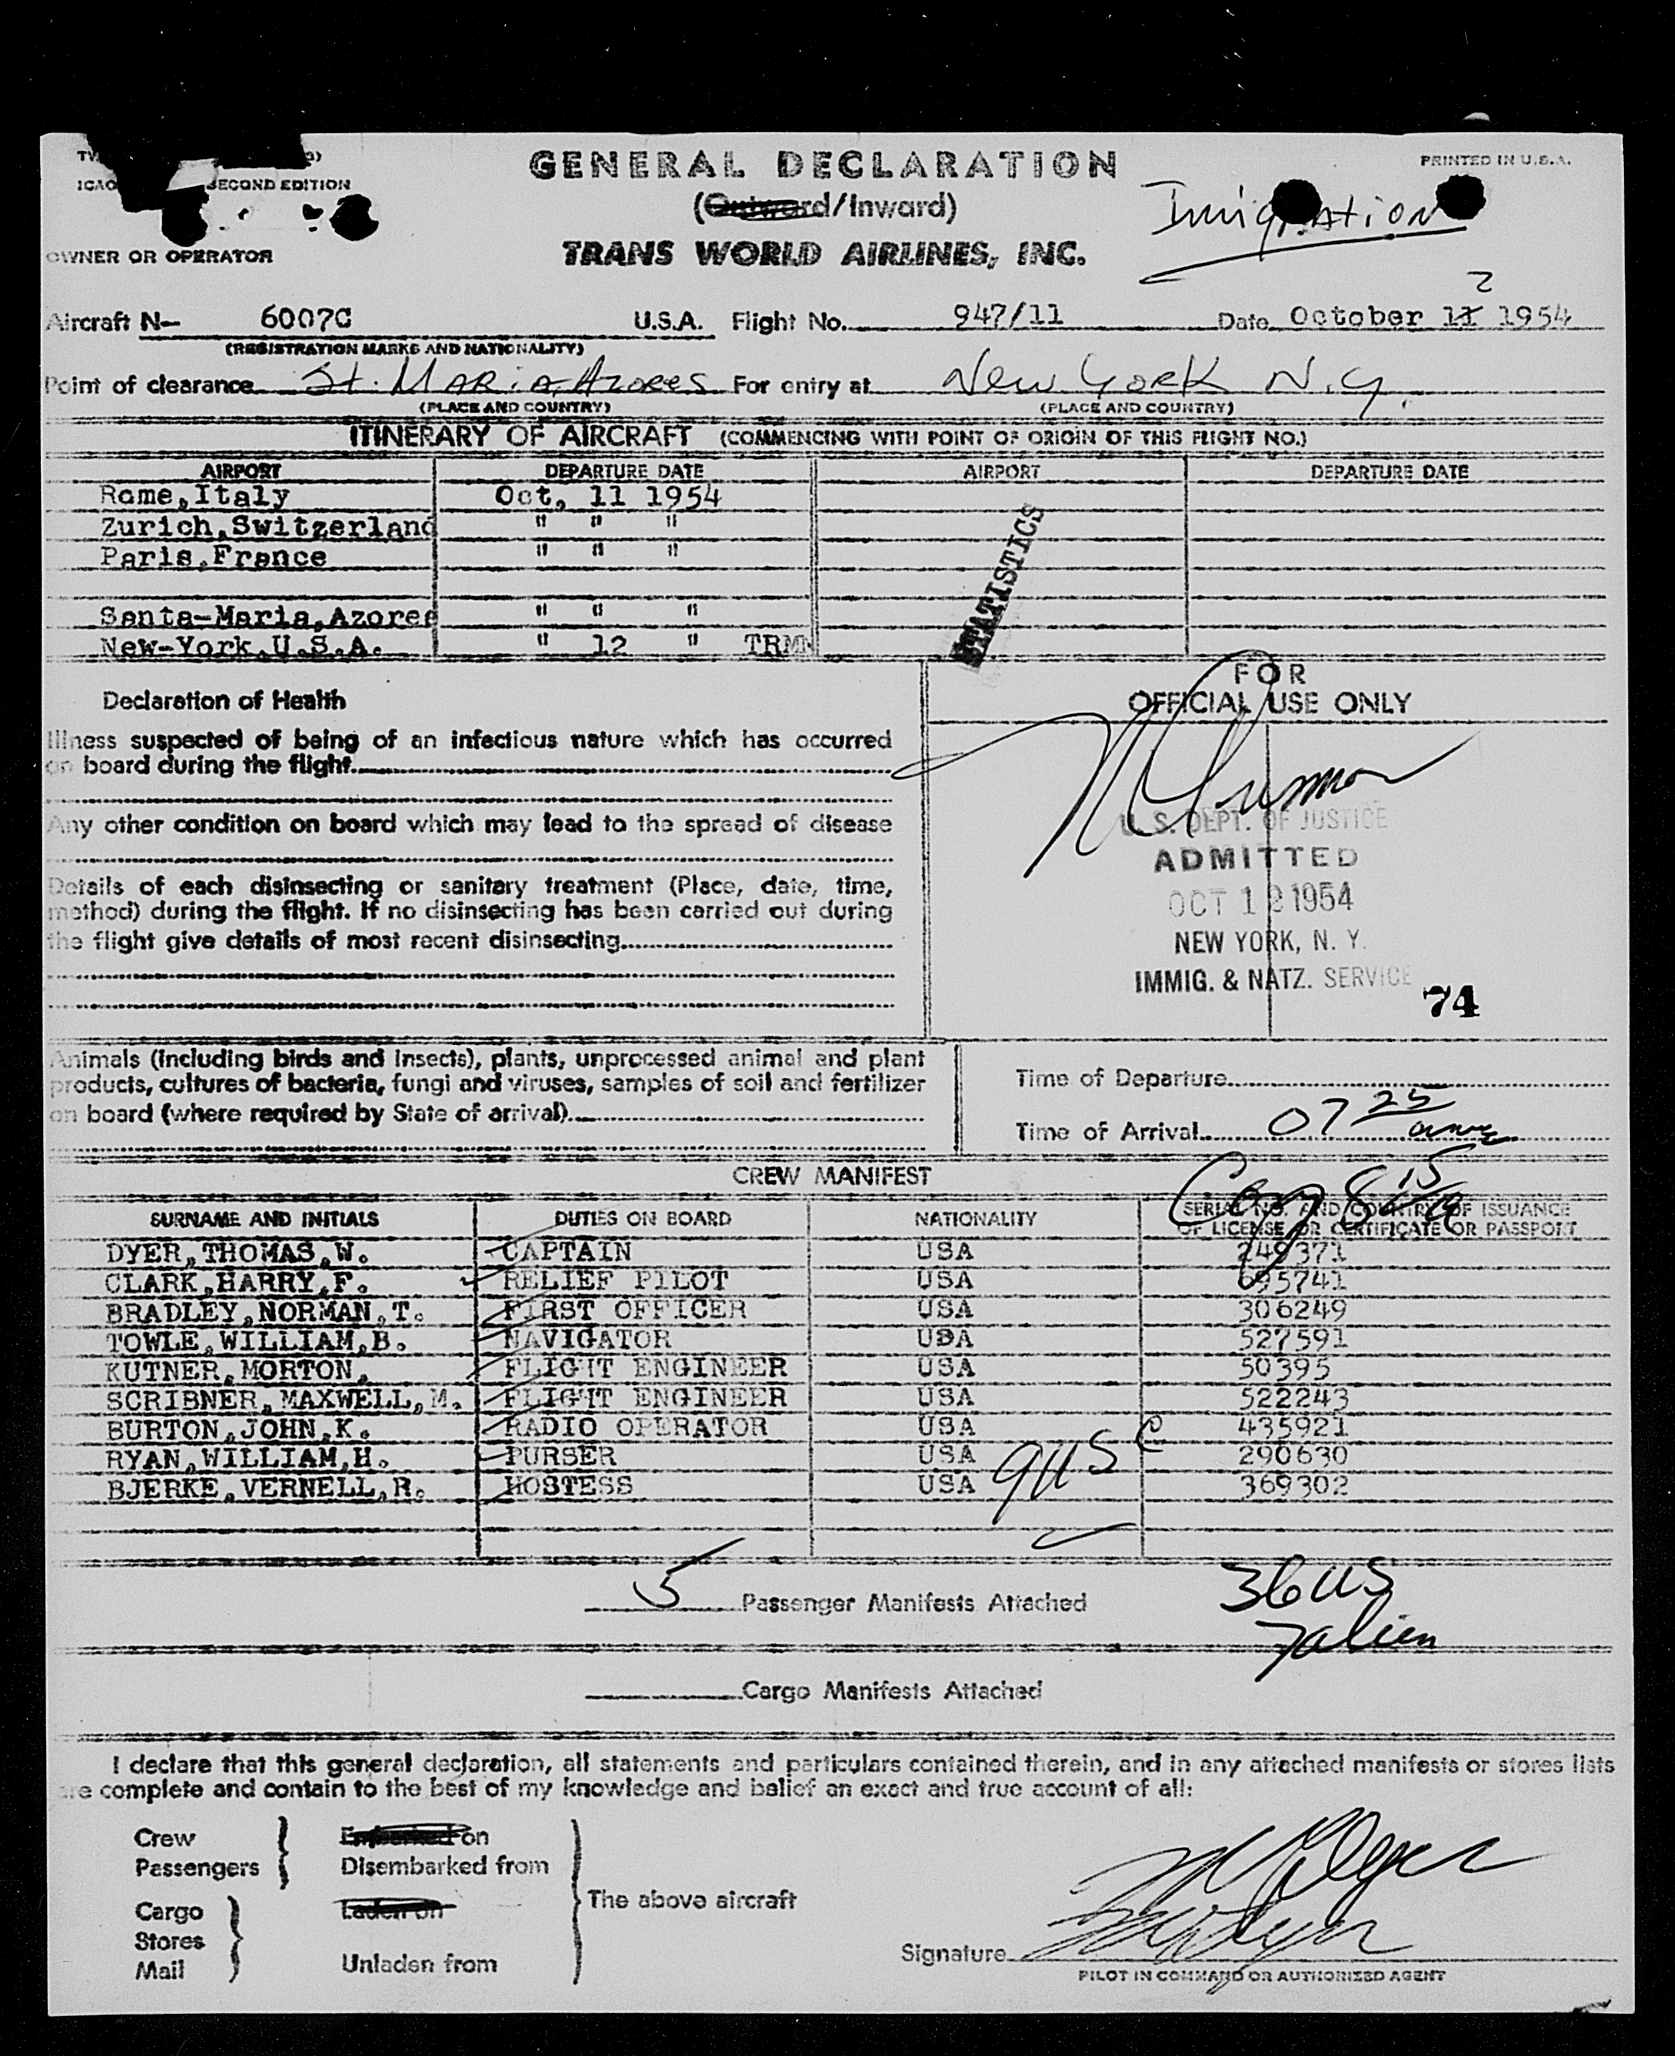 GENERAL DECLARATION
PRINTED IN U.S.A.
SECOND EDITION
(Outward/Inward)
Immigration
OWNER OR OPERATOR
TRANS WORLD AIRLINES, INC.
2
Aircraft N- 6007C U.S.A. Flight No. 947/11 Date October 11 1954
(REGISTRATION MARKS AND NATIONALITY)
Point of clearance St. MARIA AZORES For entry at New York N.Y.
(PLACE AND COUNTRY) (PLACE AND COUNTRY)
ITINERARY OF AIRCRAFT (COMMENCING WITH POINT OF ORIGIN OF THIS FLIGHT NO.)
AIRPORT DEPARTURE DATE AIRPORT DEPARTURE DATE
Rome,Italy Oct, 11 1954
Zurich,Switzerland " " "
Paris,France " " "
STATISTICS
Santa-Maria,Azores " " "
New-York,U.S.A. " 12 " TRMN
FOR
OFFICIAL USE ONLY
Declaration of Health
Illness suspected of being of an infectious nature which has occurred
on board during the flight
Any other condition on board which may lead to the spread of disease
Details of each disinsecting or sanitary treatment (Place, date, time,
method) during the flight. If no disinsecting has been carried out during
the flight give details of most recent disinsecting
U. S. DEPT. OF JUSTICE
ADMITTED
OCT 12 1954
NEW YORK, N. Y.
IMMIG. & NATZ. SERVICE 74
Animals (including birds and insects), plants, unprocessed animal and plant
products, cultures of bacteria, fungi and viruses, samples of soil and fertilizer
on board (where required by State of arrival)
Time of Departure
Time of Arrival 07 25
CREW MANIFEST
SURNAME AND INITIALS DUTIES ON BOARD NATIONALITY SERIAL NO. AND COUNTRY OF ISSUANCE
OF LICENSE OR CERTIFICATE OR PASSPORT
DYER,THOMAS,W. CAPTAIN USA 249371
CLARK,HARRY,F. RELIEF PILOT USA 695741
BRADLEY,NORMAN,T. FIRST OFFICER USA 306249
TOWLE,WILLIAM,B. NAVIGATOR USA 527591
KUTNER,MORTON, FLIGHT ENGINEER USA 50395
SCRIBNER,MAXWELL,M. FLIGHT ENGINEER USA 522243
BURTON,JOHN,K. RADIO OPERATOR USA 435921
RYAN,WILLIAM,H. PURSER USA 290630
BJERKE,VERNELL,R. HOSTESS USA 369302
9 US C
5 Passenger Manifests Attached
36 US
7 alien
Cargo Manifests Attached
I declare that this general declaration, all statements and particulars contained therein, and in any attached manifests or stores lists
are complete and contain to the best of my knowledge and belief an exact and true account of all:
Crew
Passengers
Embarked on
Disembarked from
Cargo
Stores
Mail
Laden on
Unladen from
The above aircraft
Signature
PILOT IN COMMAND OR AUTHORIZED AGENT